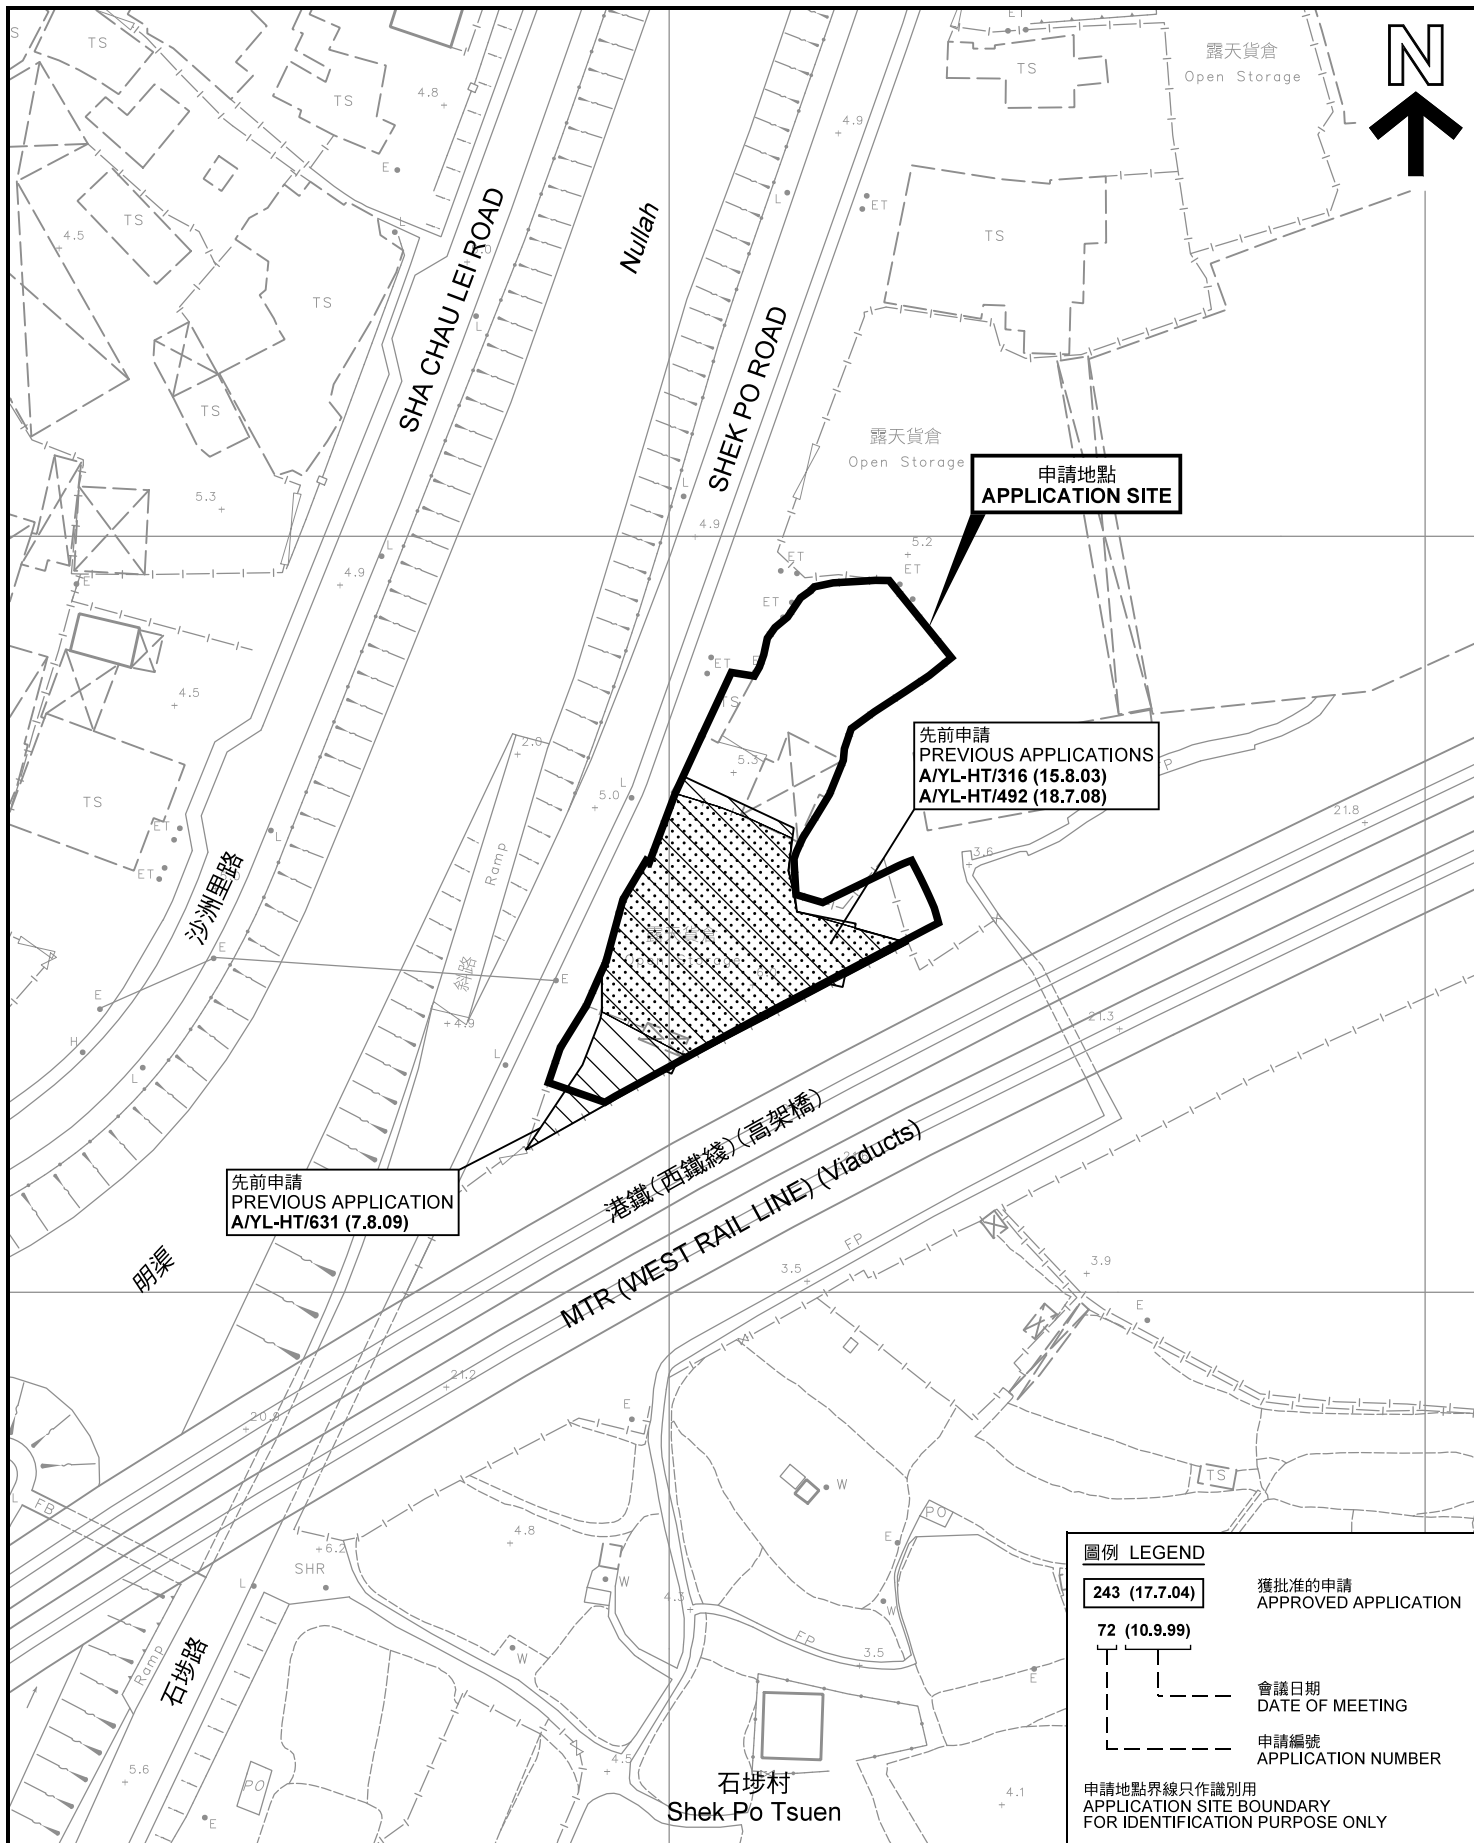 N
TS
TS
TS
4.8
E
L
TS
4.5
TS
TS
SHA CHAU LEI ROAD
Nullah
SHEK PO ROAD
4.9
L
ET
ET
TS
露天貨倉
Open Storage
TS
露天貨倉
Open Storage
申請地點
APPLICATION SITE
5.3
L
L
L
4.9
4.9
5.2
ET
ET
ET
ET
E
4.5
TS
TS
5.3
2.0
L
5.0
Ramp
斜路
先前申請
PREVIOUS APPLICATIONS
A/YL-HT/316 (15.8.03)
A/YL-HT/492 (18.7.08)
21.8
3.6
21.3
ET
ET
L
沙洲里路
E
E
E
H
L
L
4.9
Open Storage
先前申請
PREVIOUS APPLICATION
A/YL-HT/631 (7.8.09)
港鐵(西鐵綫)(高架橋)
MTR (WEST RAIL LINE) (Viaducts)
明渠
FP
3.5
3.9
E
21.2
20.8
E
FB
W
TS
PO
4.8
6.2
SHR
L
W
E
4.3
W
W
FP
3.5
E
Ramp
石埗路
5.6
PO
E
4.5
4.1
石埗村
Shek Po Tsuen
圖例 LEGEND
243 (17.7.04)
獲批准的申請
APPROVED APPLICATION
72 (10.9.99)
會議日期
DATE OF MEETING
申請編號
APPLICATION NUMBER
申請地點界線只作識別用
APPLICATION SITE BOUNDARY
FOR IDENTIFICATION PURPOSE ONLY